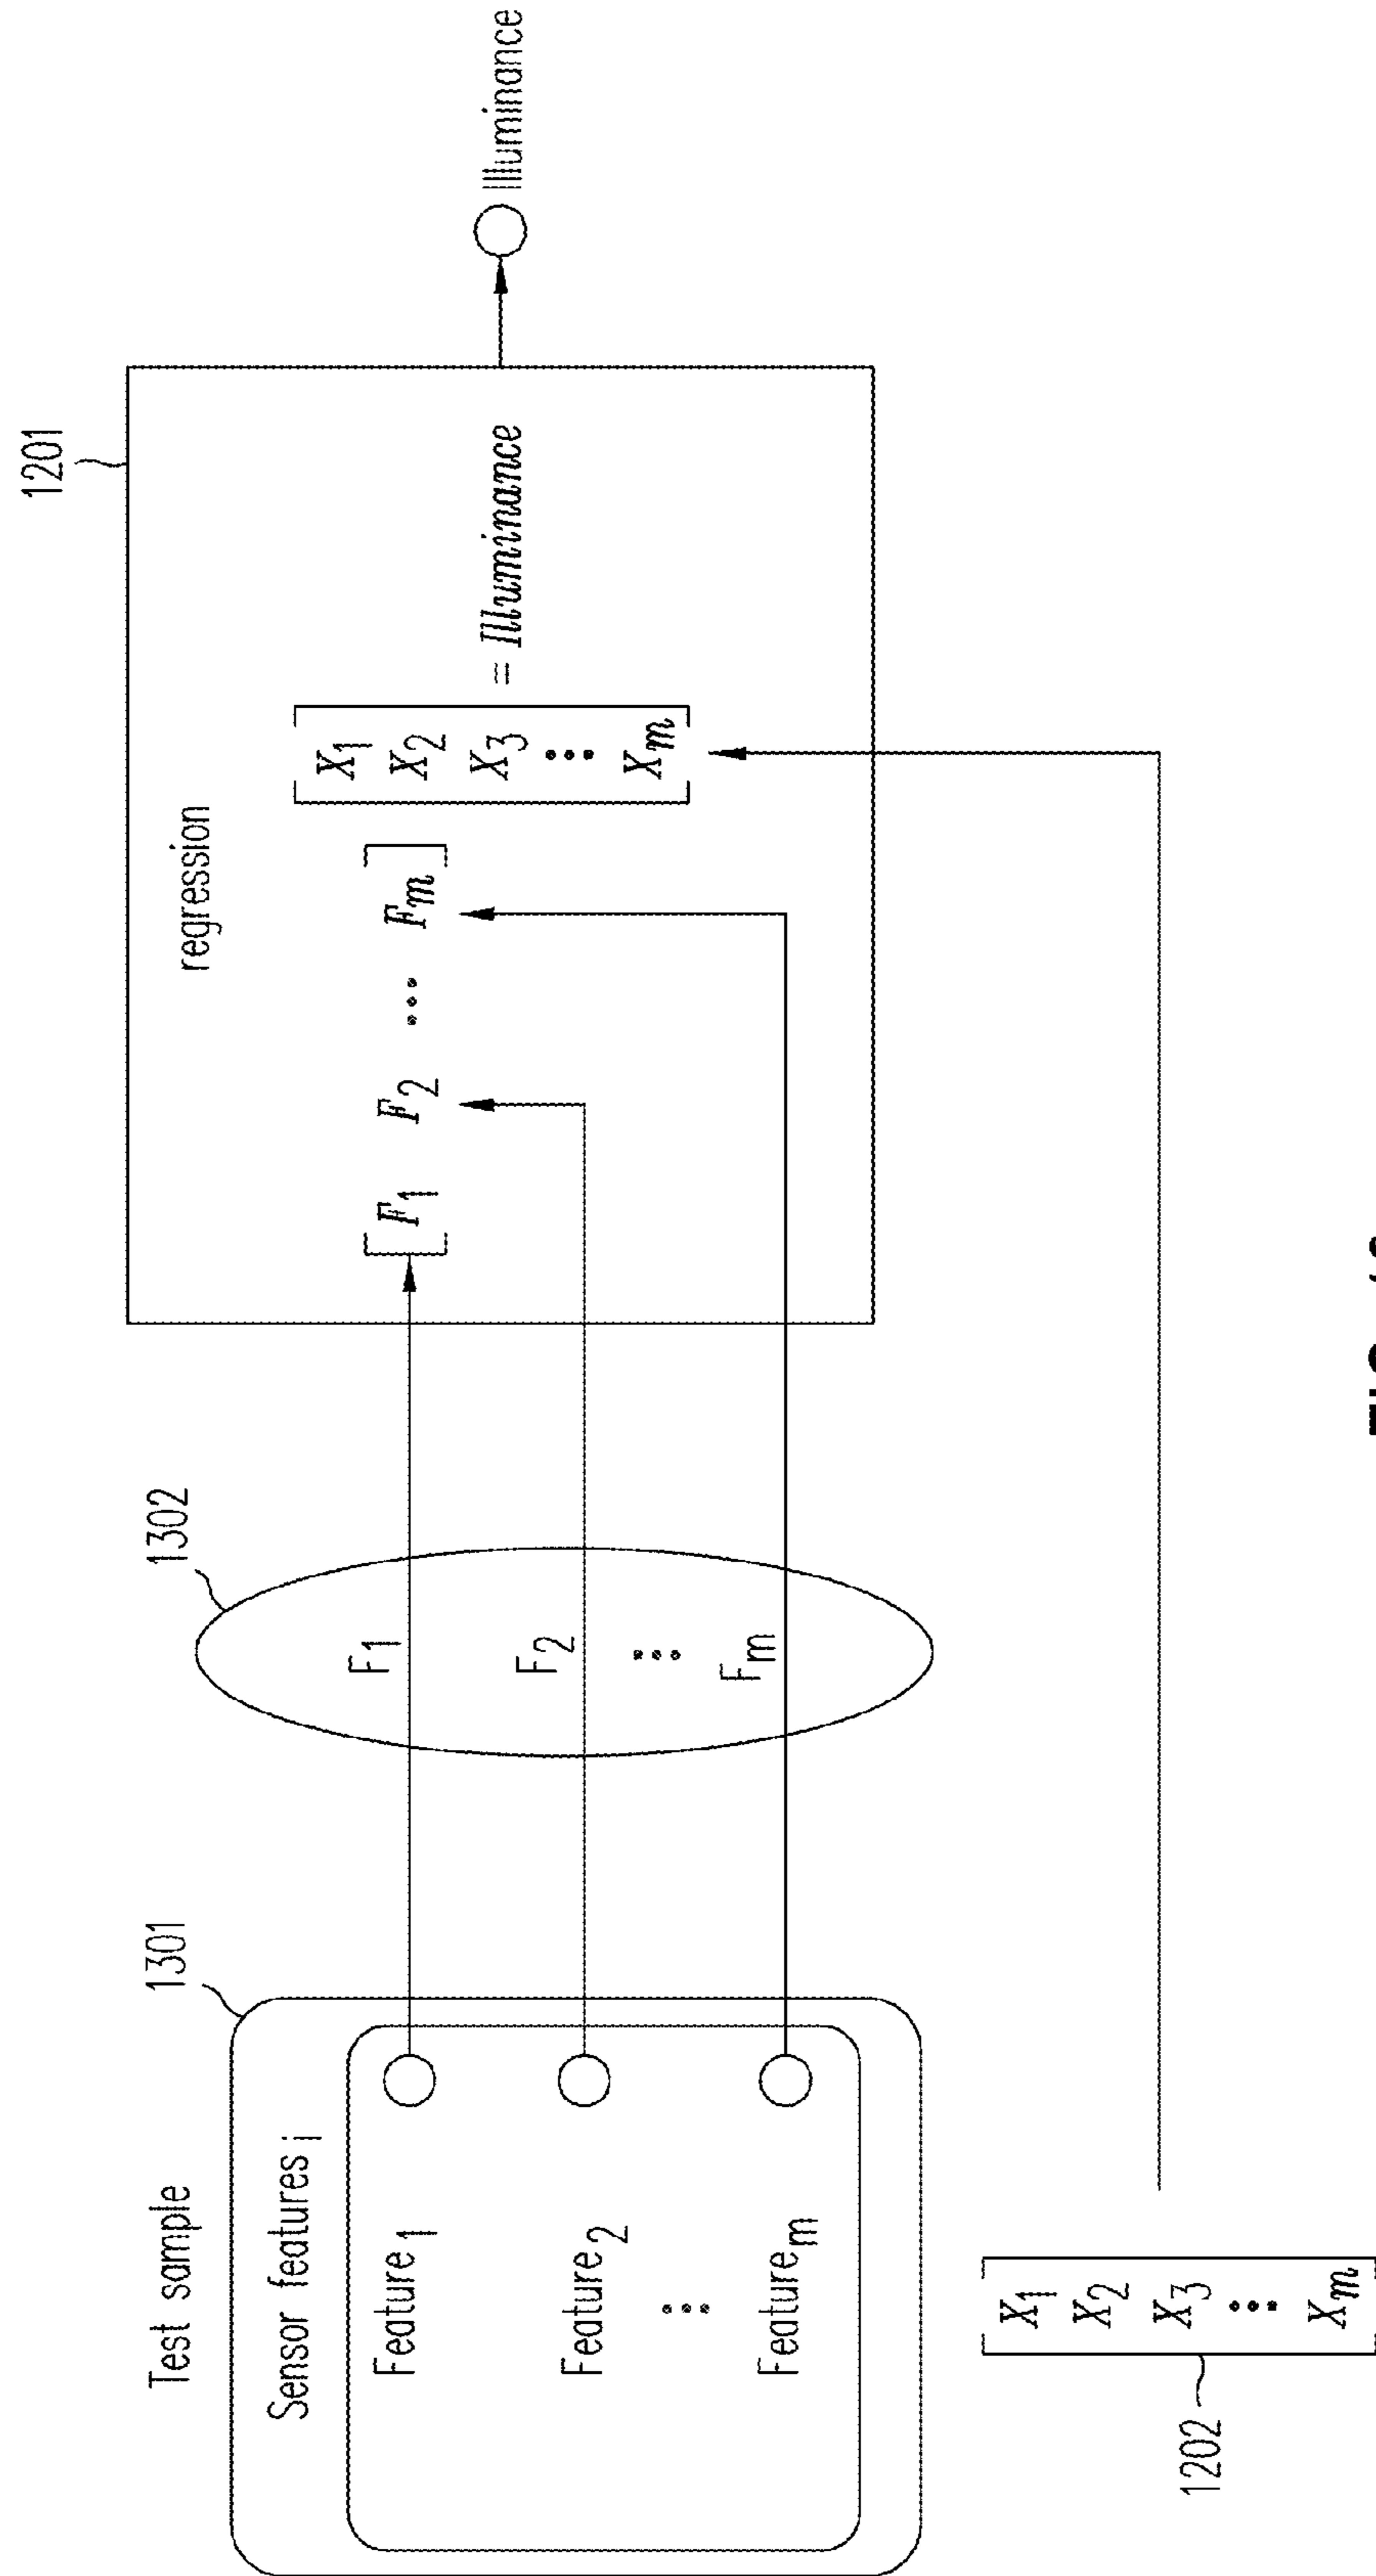 Test sample
1301
Sensor features i
Feature 1
Feature 2
⋮
Feature m
1302
F1
F2
⋮
Fm
1201
regression
[F1 F2 ⋯ Fm]
X1
X2
X3
⋮
Xm
= Illuminance
Illuminance
1202
X1
X2
X3
⋮
Xm